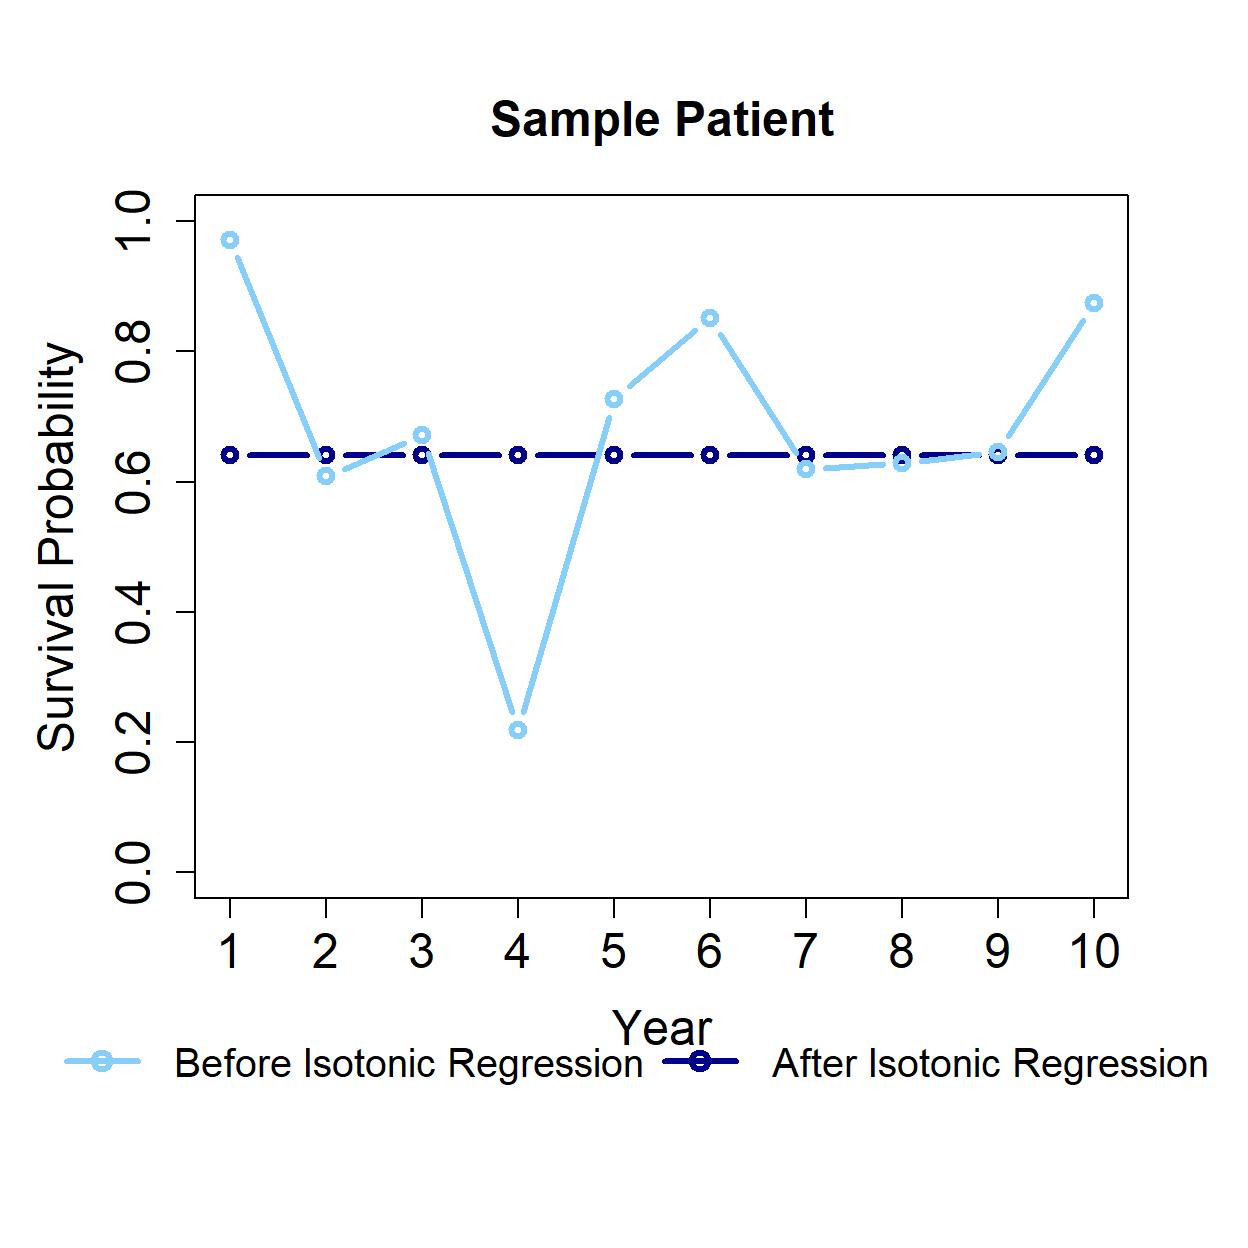 Sample Patient
Survival Probability
1.0
0.8
0.6
0.4
0.2
0.0
1 2 3 4 5 6 7 8 9 10
Year
Before Isotonic Regression After Isotonic Regression